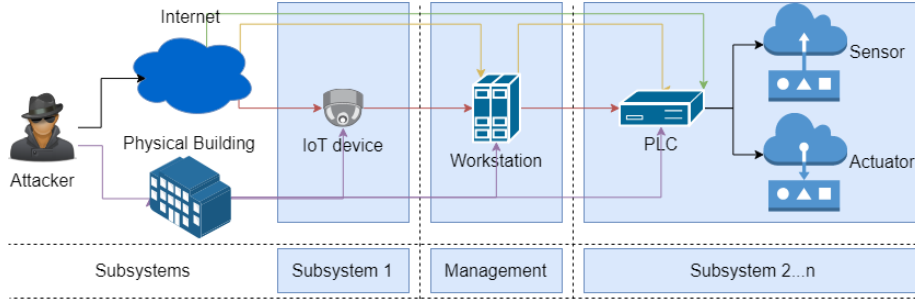 Internet
Sensor
Physical Building
IoT device
Workstation
PLC
Attacker
Actuator
Subsystems
Subsystem 1
Management
Subsystem 2...n